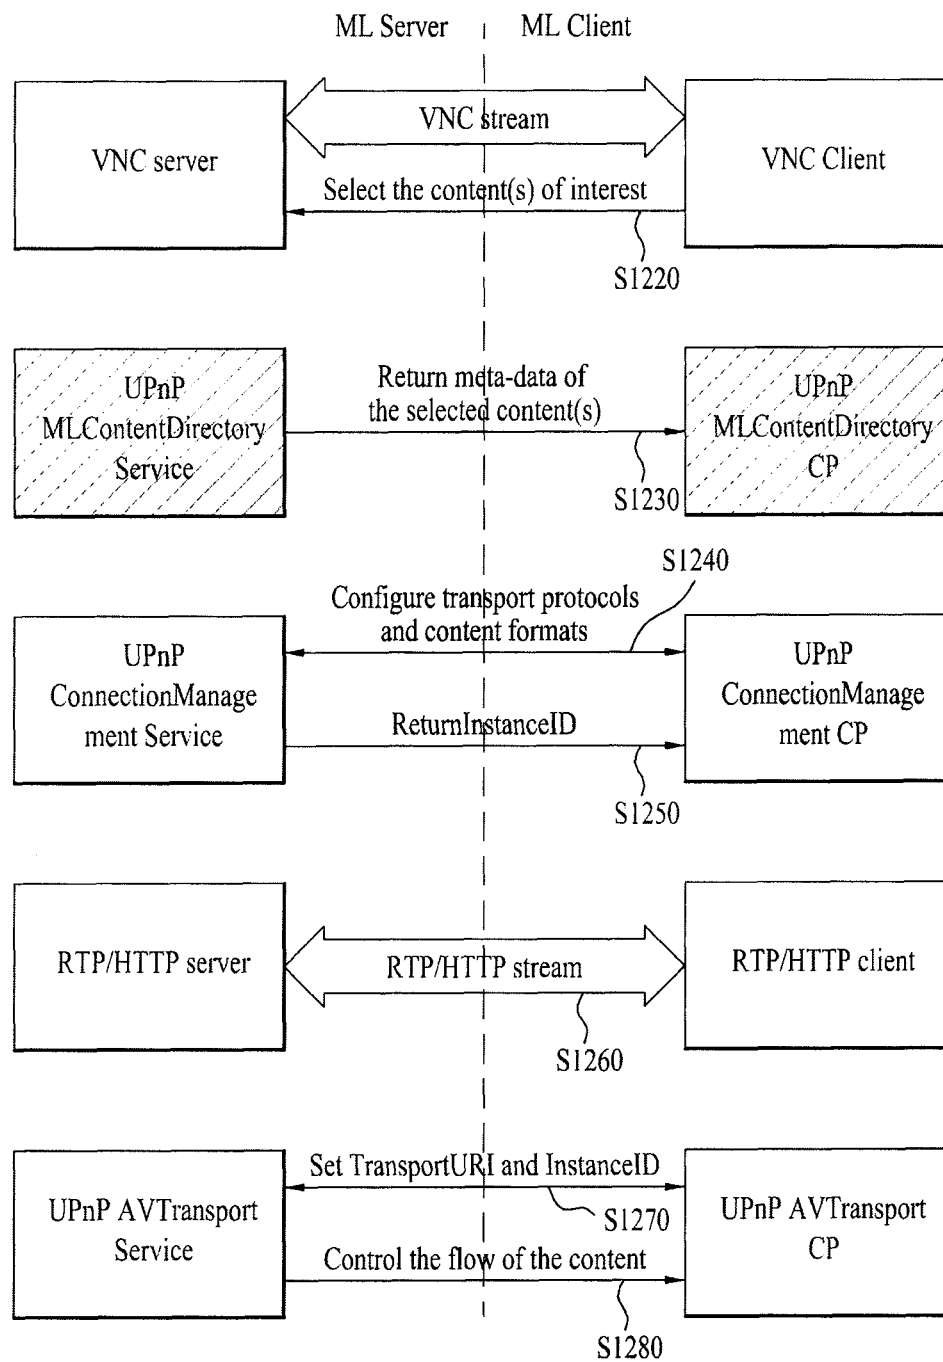 ML Server
ML Client
VNC server
VNC stream
VNC Client
Select the content(s) of interest
S1220
UPnP
MLContentDirectory
Service
Return meta-data of
the selected content(s)
UPnP
MLContentDirectory
CP
S1230
S1240
Configure transport protocols
and content formats
UPnP
ConnectionManage
ment Service
UPnP
ConnectionManage
ment CP
ReturnInstanceID
S1250
RTP/HTTP server
RTP/HTTP stream
RTP/HTTP client
S1260
Set TransportURI and InstanceID
UPnP AVTransport
Service
S1270
UPnP AVTransport
CP
Control the flow of the content
S1280